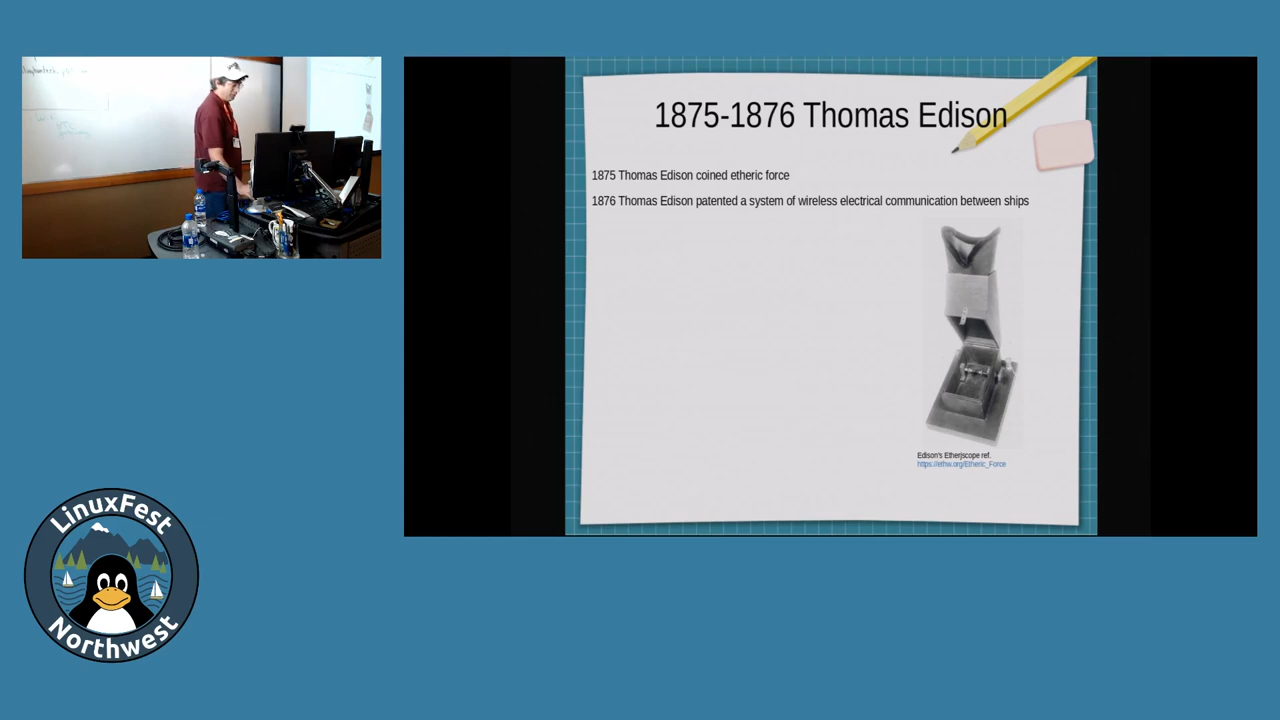 1875-1876 Thomas Edison
1875 Thomas Edison coined etheric force
1876 Thomas Edison patented a system of wireless electrical communication between ships
Edison's Etherjscope ref.
https://ethw.org/Etheric_Force
LinuxFest
Northwest